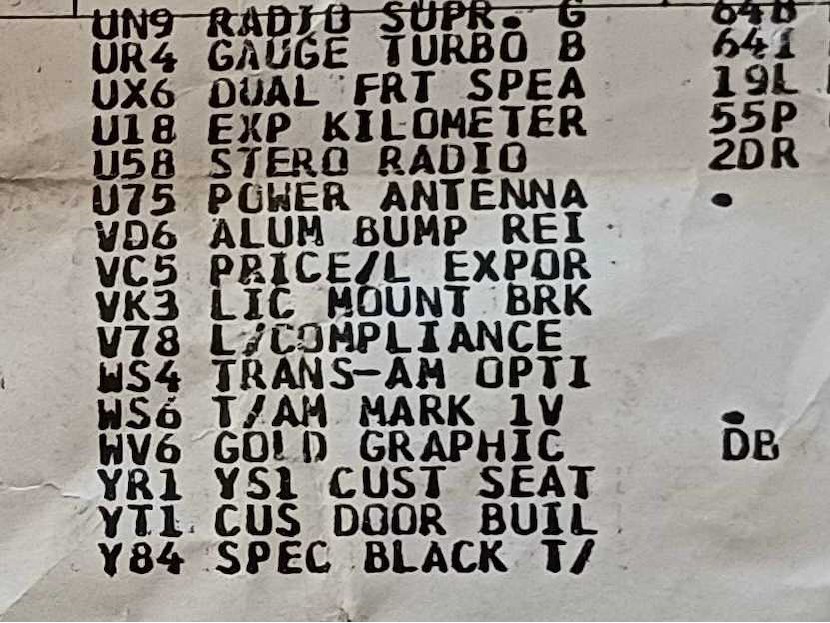 UN9 RADIO SUPR. G 64B
UR4 GAUGE TURBO B 641
UX6 DUAL FRT SPEA 19L
U18 EXP KILOMETER 55P
U58 STERO RADIO 2DR
U75 POWER ANTENNA
VD6 ALUM BUMP REI
VC5 PRICE/L EXPOR
VK3 LIC MOUNT BRK
V78 L/COMPLIANCE
WS4 TRANS-AM OPTI
WS6 T/AM MARK 1V
WV6 GOLD GRAPHIC DB
YR1 YS1 CUST SEAT
YT1 CUS DOOR BUIL
Y84 SPEC BLACK T/